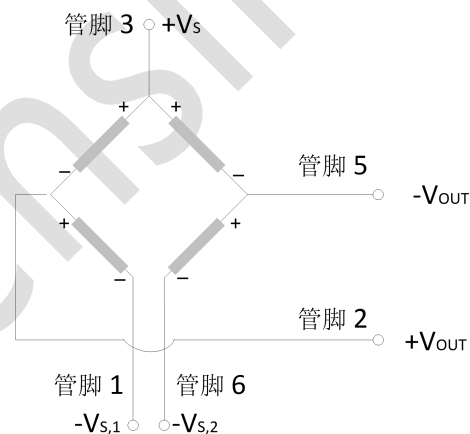 管脚 3 +VS
+ +
- -
管脚 5
-VOUT
+ +
- -
管脚 2
+VOUT
管脚 1 管脚 6
-VS,1 -VS,2